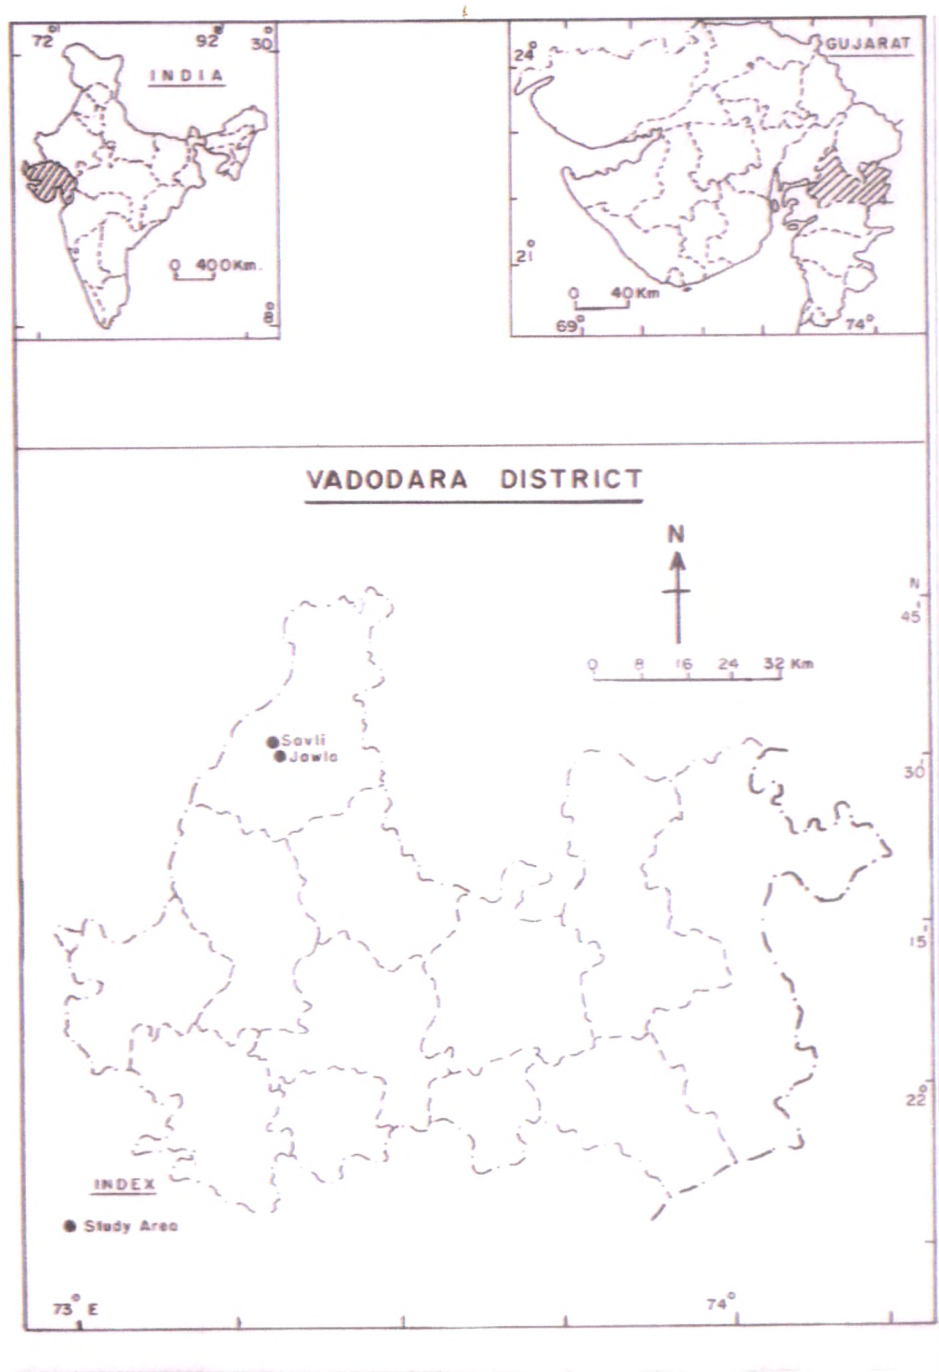 72° 92° 30°
INDIA
0 400Km.
8°
24° GUJARAT
21°
0 40Km
69° 74°
VADODARA DISTRICT
N
N
45'
0 8 16 24 32 Km
Savli
Jawla
30'
15'
22°
INDEX
Study Area
73° E 74°